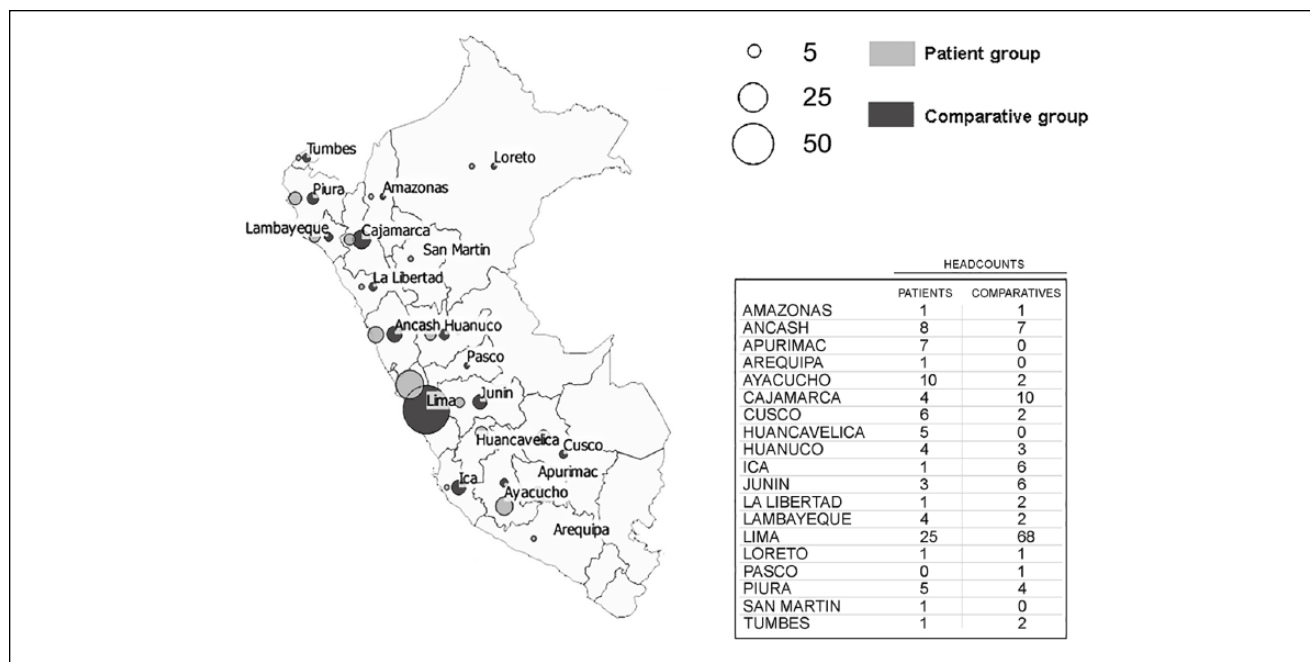 5
Patient group
25
Comparative group
50
Tumbes
Loreto
Piura
Amazonas
Lambayeque
Cajamarca
San Martin
La Libertad
Ancash Huanuco
Pasco
Lima
Junin
Huancavelica
Cusco
Ica
Apurimac
Ayacucho
Arequipa
HEADCOUNTS
PATIENTS COMPARATIVES
AMAZONAS 1 1
ANCASH 8 7
APURIMAC 7 0
AREQUIPA 1 0
AYACUCHO 10 2
CAJAMARCA 4 10
CUSCO 6 2
HUANCAVELICA 5 0
HUANUCO 4 3
ICA 1 6
JUNIN 3 6
LA LIBERTAD 1 2
LAMBAYEQUE 4 2
LIMA 25 68
LORETO 1 1
PASCO 0 1
PIURA 5 4
SAN MARTIN 1 0
TUMBES 1 2